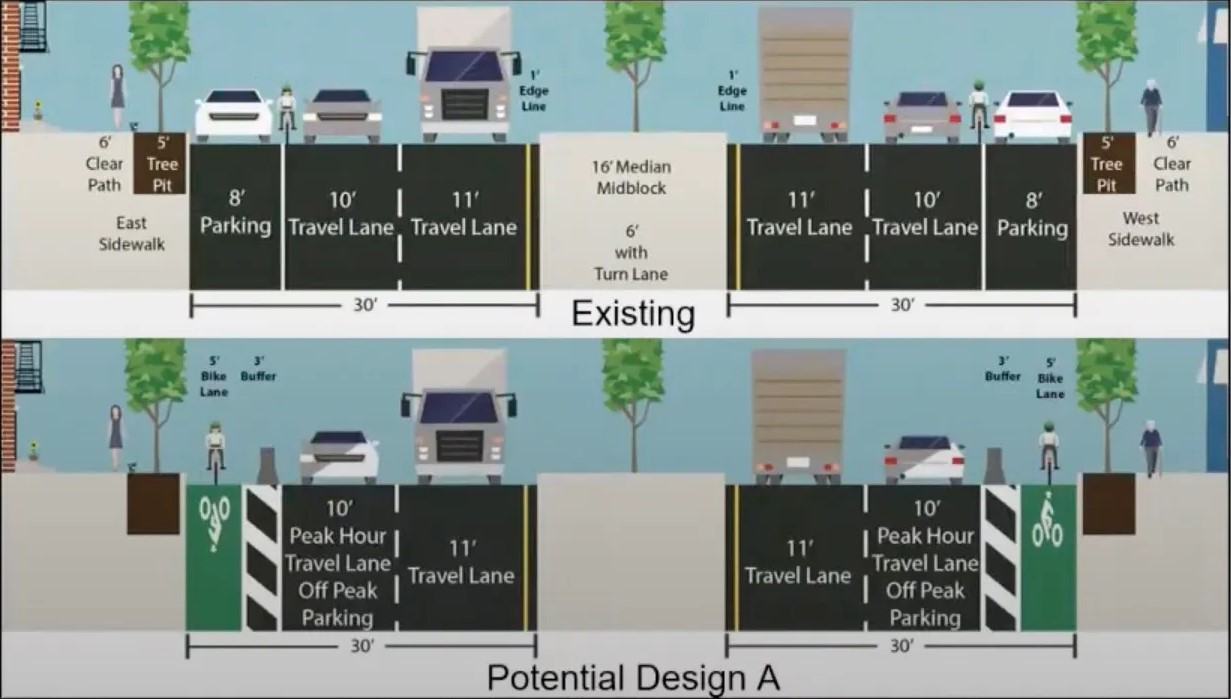 1'
Edge
Line
1'
Edge
Line
6'
Clear
Path
5'
Tree
Pit
East
Sidewalk
8'
Parking
10'
Travel Lane
11'
Travel Lane
16' Median
Midblock
6'
with
Turn Lane
11'
Travel Lane
10'
Travel Lane
8'
Parking
5'
Tree
Pit
6'
Clear
Path
West
Sidewalk
30'
30'
Existing
5'
Bike
Lane
3'
Buffer
3'
Buffer
5'
Bike
Lane
10'
Peak Hour
Travel Lane
Off Peak
Parking
11'
Travel Lane
11'
Travel Lane
10'
Peak Hour
Travel Lane
Off Peak
Parking
30'
30'
Potential Design A